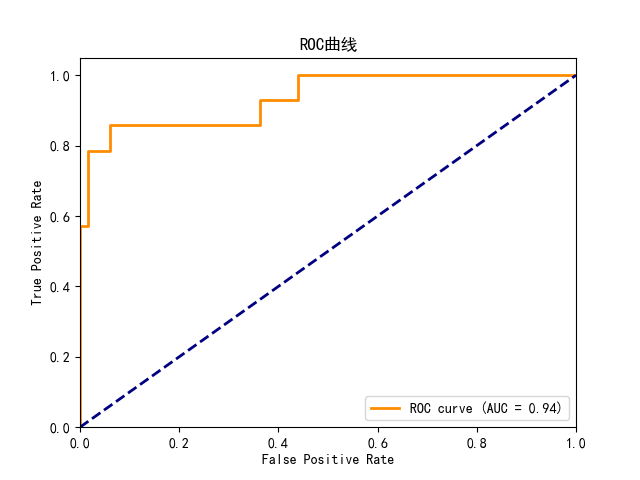 ROC曲线
1.0
0.8
0.6
0.4
0.2
0.0
True Positive Rate
ROC curve (AUC = 0.94)
0.0 0.2 0.4 0.6 0.8 1.0
False Positive Rate